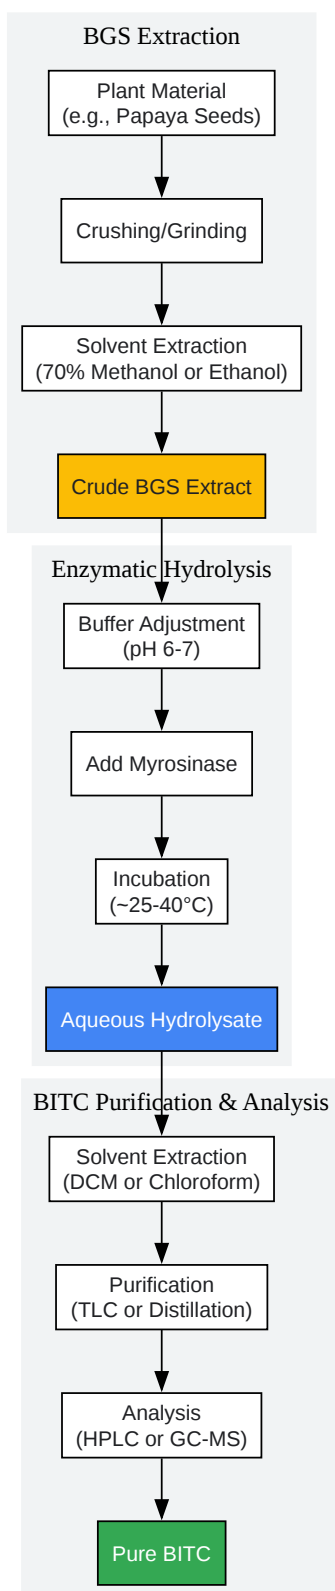 BGS Extraction
Plant Material
(e.g., Papaya Seeds)
Crushing/Grinding
Solvent Extraction
(70% Methanol or Ethanol)
Crude BGS Extract
Enzymatic Hydrolysis
Buffer Adjustment
(pH 6-7)
Add Myrosinase
Incubation
(~25-40°C)
Aqueous Hydrolysate
BITC Purification & Analysis
Solvent Extraction
(DCM or Chloroform)
Purification
(TLC or Distillation)
Analysis
(HPLC or GC-MS)
Pure BITC